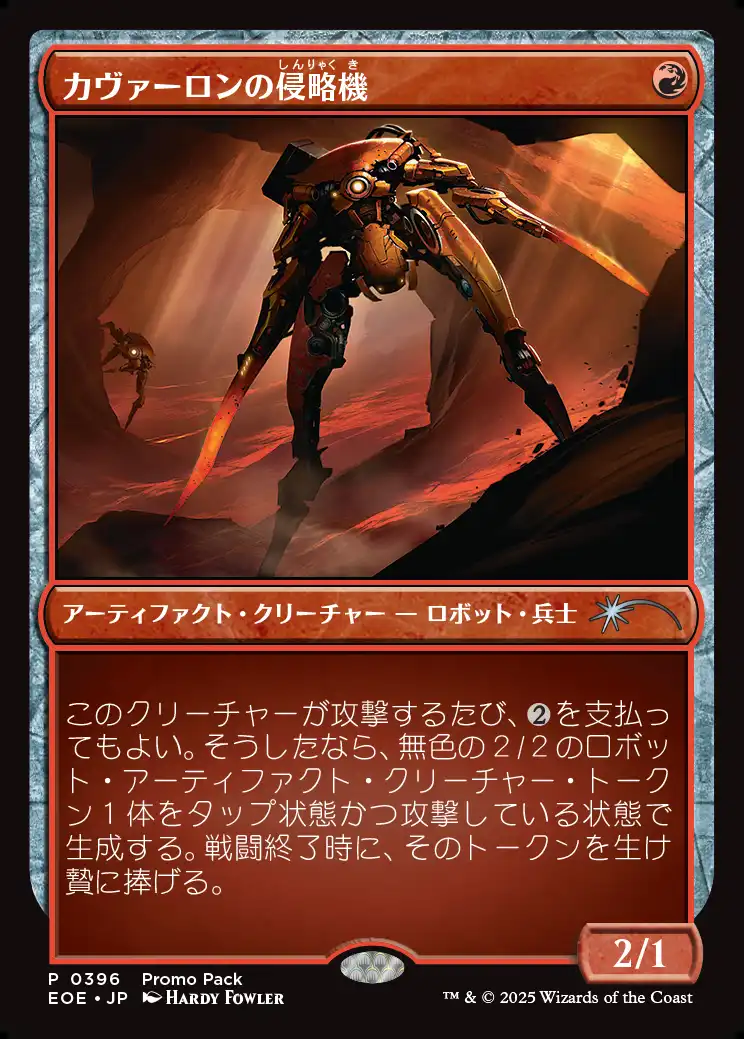 カヴァーロンの侵略機
しんりゃく き
アーティファクト・クリーチャー — ロボット・兵士
このクリーチャーが攻撃するたび、2を支払っ
てもよい。そうしたなら、無色の２/２のロボッ
ト・アーティファクト・クリーチャー・トーク
ン１体をタップ状態かつ攻撃している状態で
生成する。戦闘終了時に、そのトークンを生け
贄に捧げる。
2/1
P 0396 Promo Pack
EOE • JP HARDY FOWLER
™ & © 2025 Wizards of the Coast